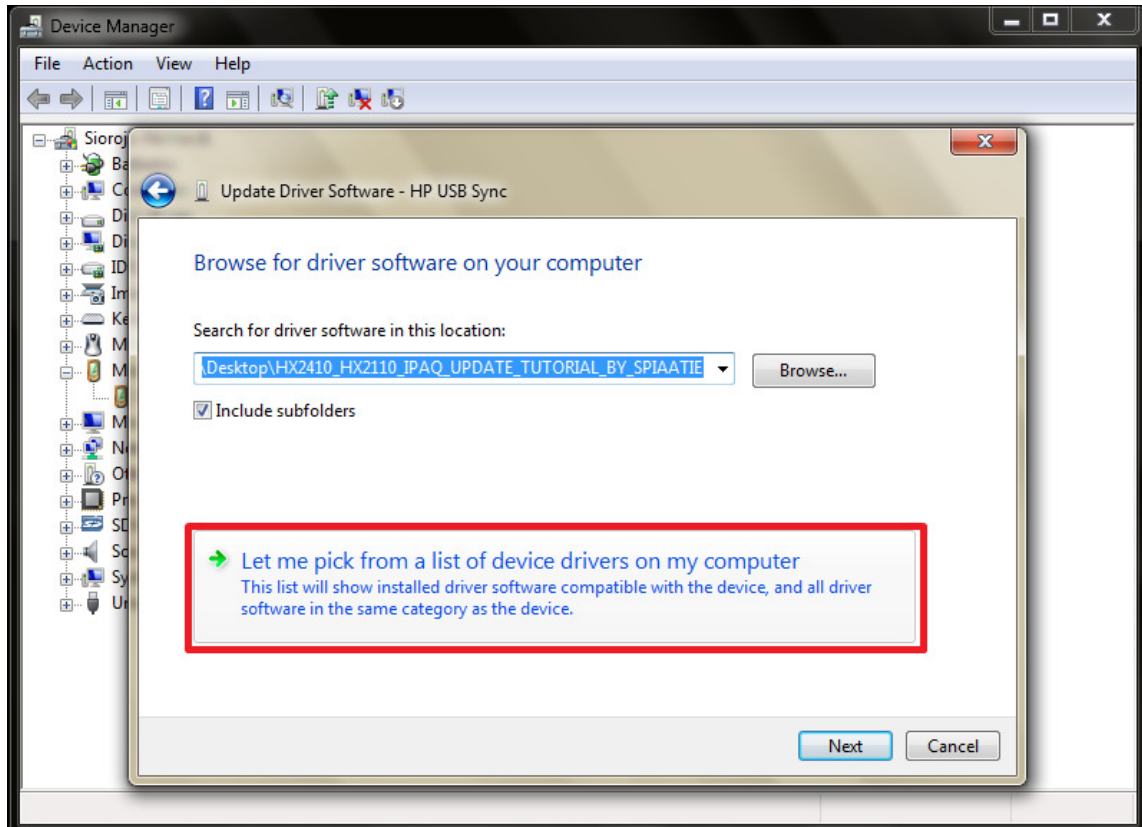 Device Manager
File Action View Help
Update Driver Software - HP USB Sync
Browse for driver software on your computer
Search for driver software in this location:
\Desktop\HX2410_HX2110_IPAQ_UPDATE_TUTORIAL_BY_SPIAATIE
Browse...
Include subfolders
Let me pick from a list of device drivers on my computer
This list will show installed driver software compatible with the device, and all driver
software in the same category as the device.
Next Cancel